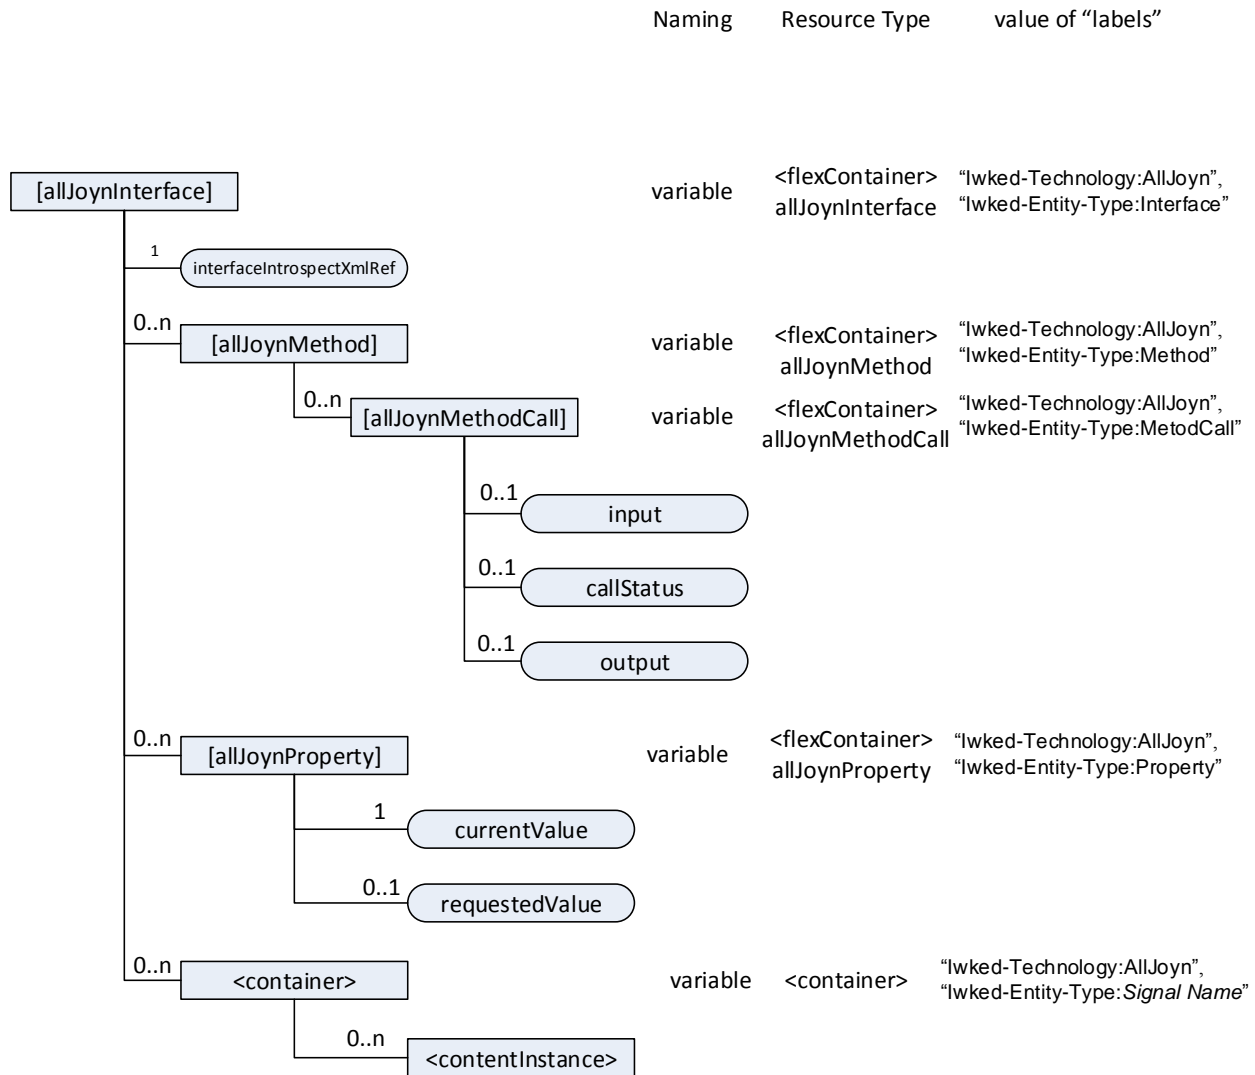 Naming Resource Type value of “labels”
[allJoynInterface] variable <flexContainer> “Iwked-Technology:AllJoyn”,
allJoynInterface “Iwked-Entity-Type:Interface”
1 interfaceIntrospectXmlRef
0..n [allJoynMethod] variable <flexContainer> “Iwked-Technology:AllJoyn”,
allJoynMethod “Iwked-Entity-Type:Method”
0..n [allJoynMethodCall] variable <flexContainer> “Iwked-Technology:AllJoyn”,
allJoynMethodCall “Iwked-Entity-Type:MetodCall”
0..1 input
0..1 callStatus
0..1 output
0..n [allJoynProperty] variable <flexContainer> “Iwked-Technology:AllJoyn”,
allJoynProperty “Iwked-Entity-Type:Property”
1 currentValue
0..1 requestedValue
0..n <container> variable <container> “Iwked-Technology:AllJoyn”,
“Iwked-Entity-Type:Signal Name”
0..n <contentInstance>